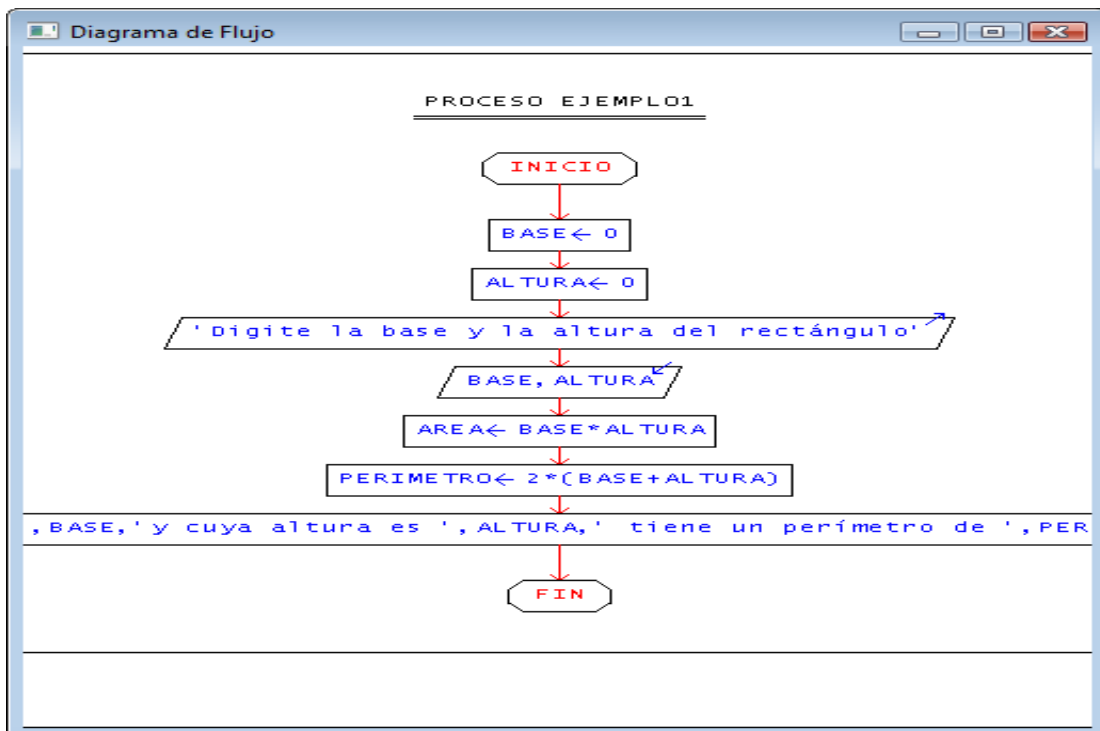 Diagrama de Flujo
PROCESO EJEMPLO1
INICIO
BASE← 0
ALTURA← 0
'Digite la base y la altura del rectángulo'
BASE,ALTURA
AREA← BASE*ALTURA
PERIMETRO← 2*(BASE+ALTURA)
,BASE,'y cuya altura es ',ALTURA,' tiene un perímetro de ',PER
FIN